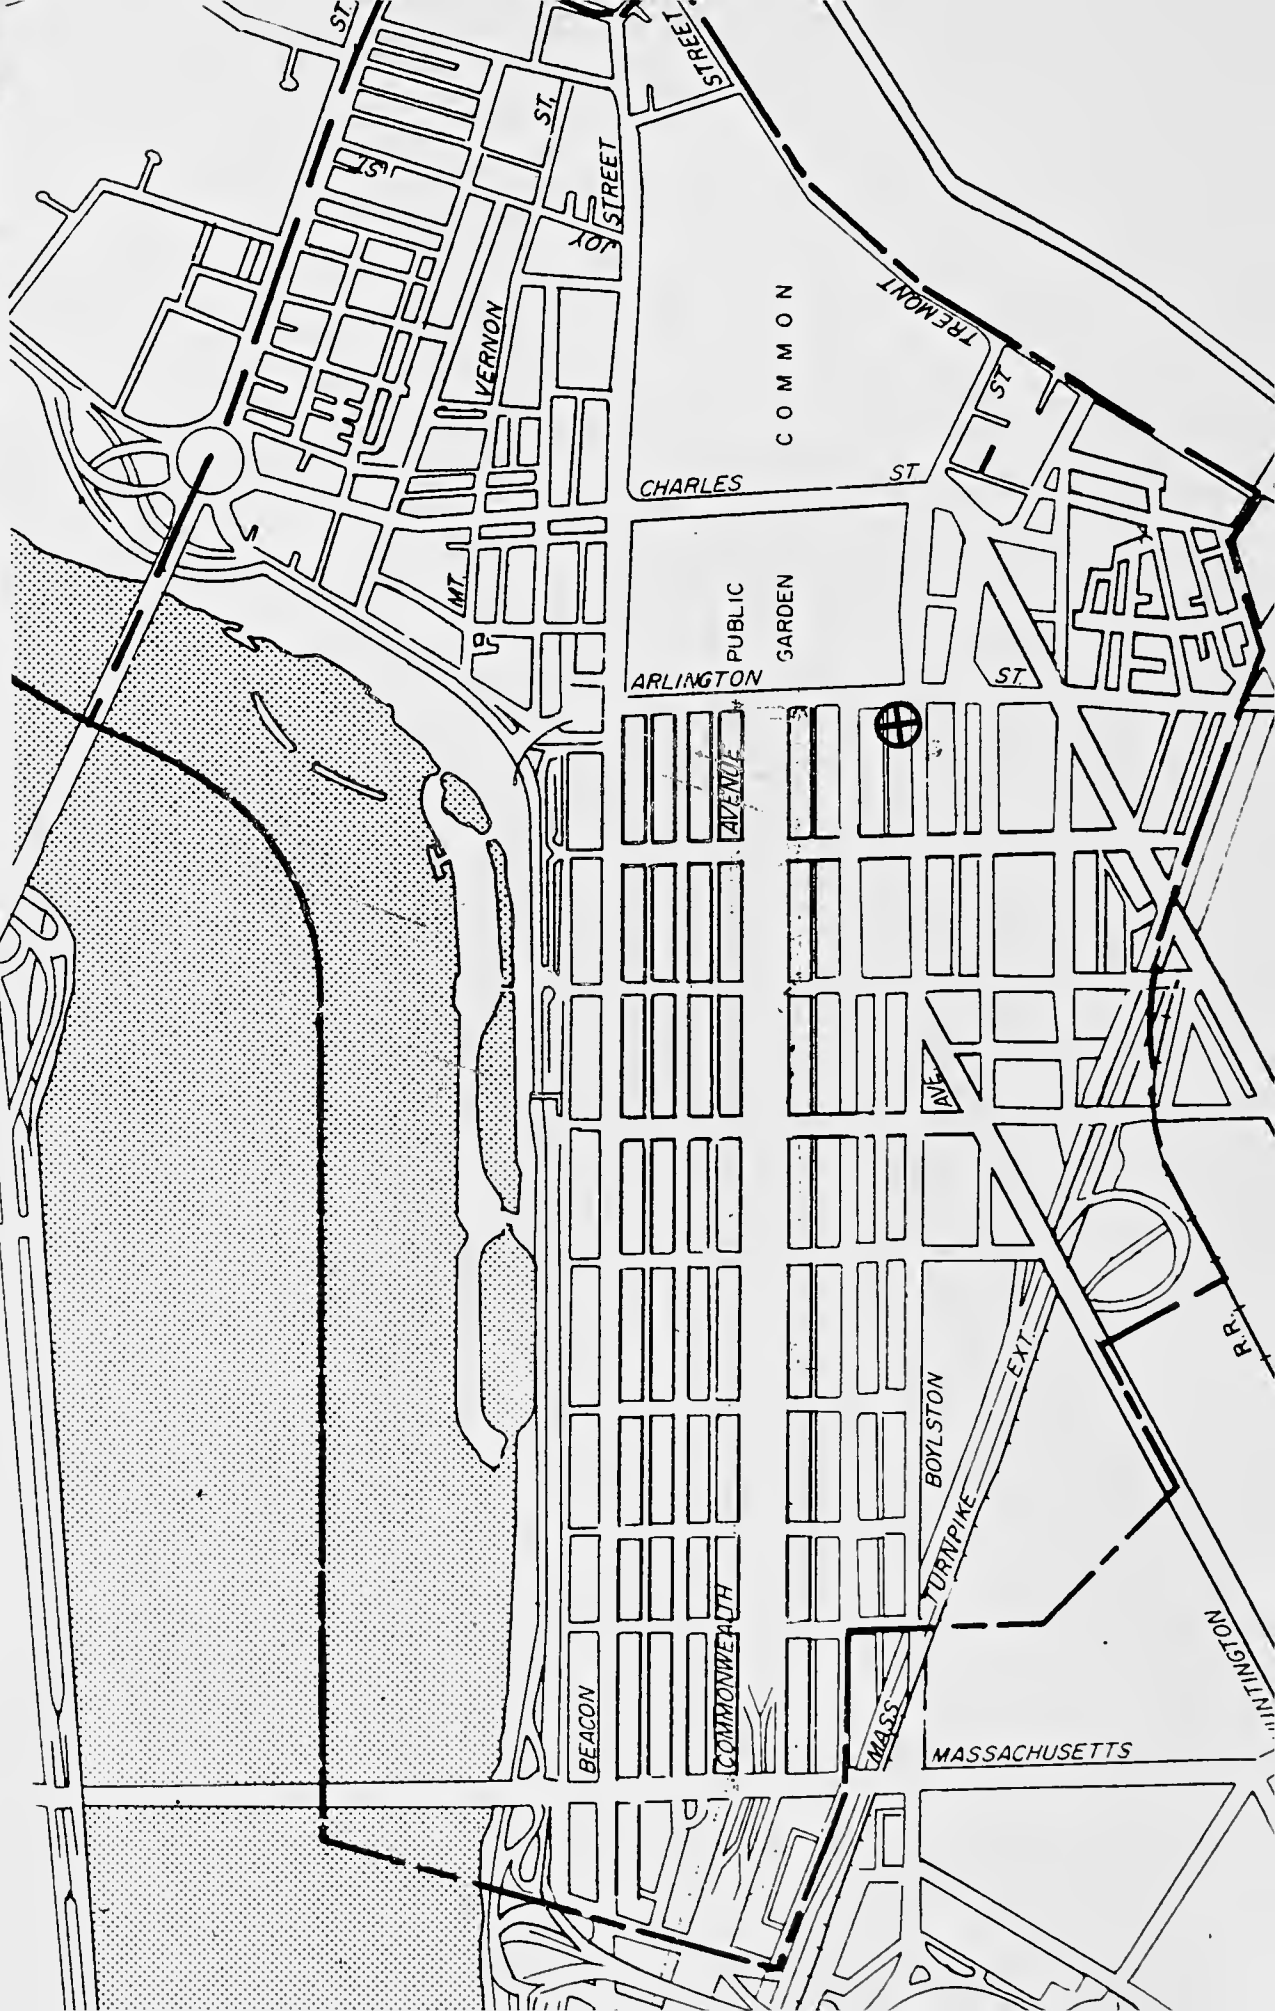 ST.
STREET
ST.
ST.
STREET
JOY
COMMON
TREMONT
VERNON
ST
CHARLES ST
MT.
PUBLIC
GARDEN
ARLINGTON ST.
AVENUE
AVE.
EXT.
R.R.
BOYLSTON
TURNPIKE
COMMONWEALTH
HUNTINGTON
BEACON
MASS
MASSACHUSETTS